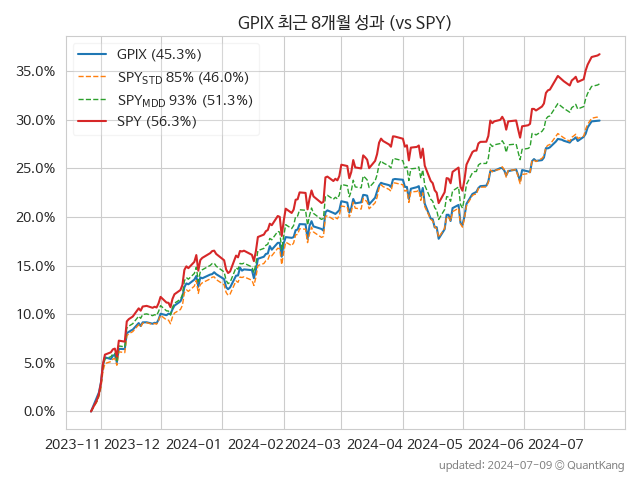 GPIX 최근 8개월 성과 (vs SPY)
GPIX (45.3%)
SPY_STD 85% (46.0%)
SPY_MDD 93% (51.3%)
SPY (56.3%)
35.0%
30.0%
25.0%
20.0%
15.0%
10.0%
5.0%
0.0%
2023-11 2023-12 2024-01 2024-02 2024-03 2024-04 2024-05 2024-06 2024-07
updated: 2024-07-09 © QuantKang